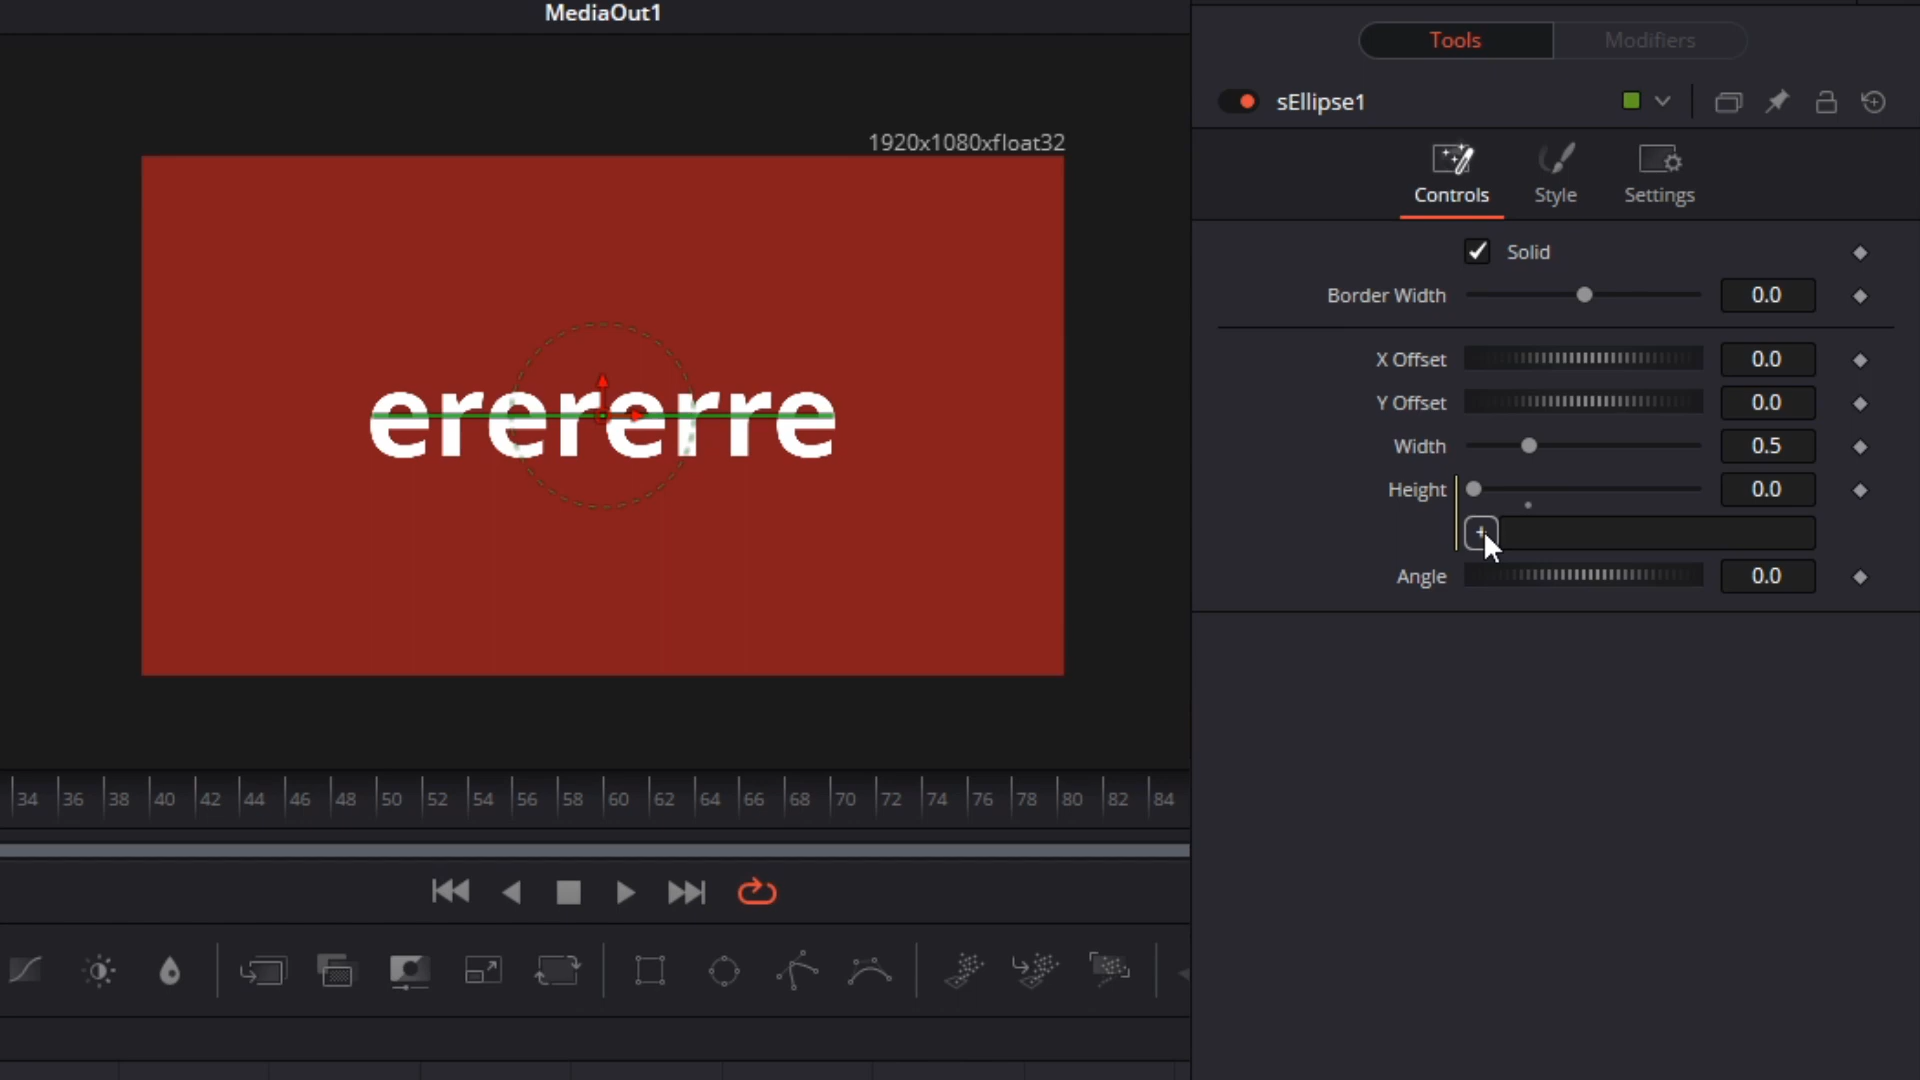 MediaOut1
Tools
Modifiers
sEllipse1
1920x1080xfloat32
Controls
Style
Settings
Solid
Border Width 0.0
X Offset 0.0
Y Offset 0.0
Width 0.5
Height 0.0
+
Angle 0.0
erererre
34 36 38 40 42 44 46 48 50 52 54 56 58 60 62 64 66 68 70 72 74 76 78 80 82 84